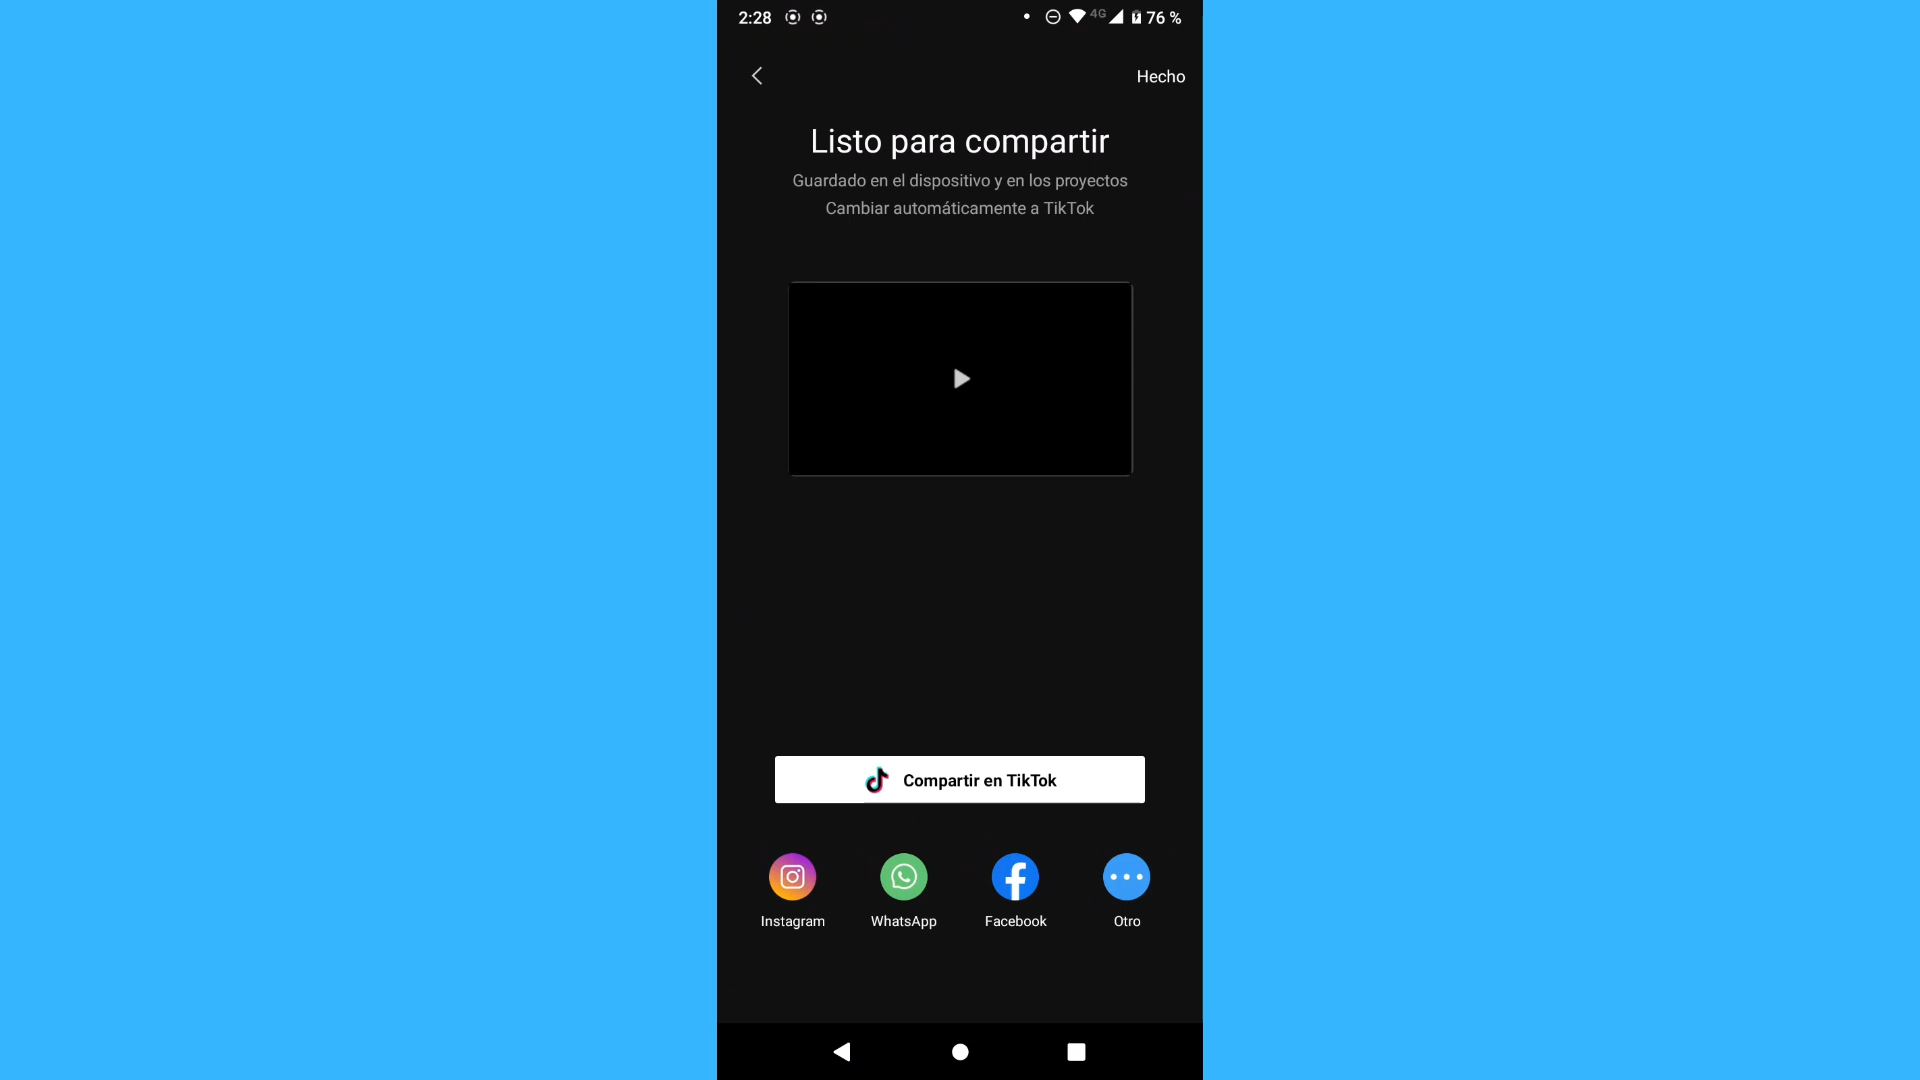 2:28
4G
76 %
Hecho
Listo para compartir
Guardado en el dispositivo y en los proyectos
Cambiar automáticamente a TikTok
Compartir en TikTok
Instagram
WhatsApp
Facebook
Otro